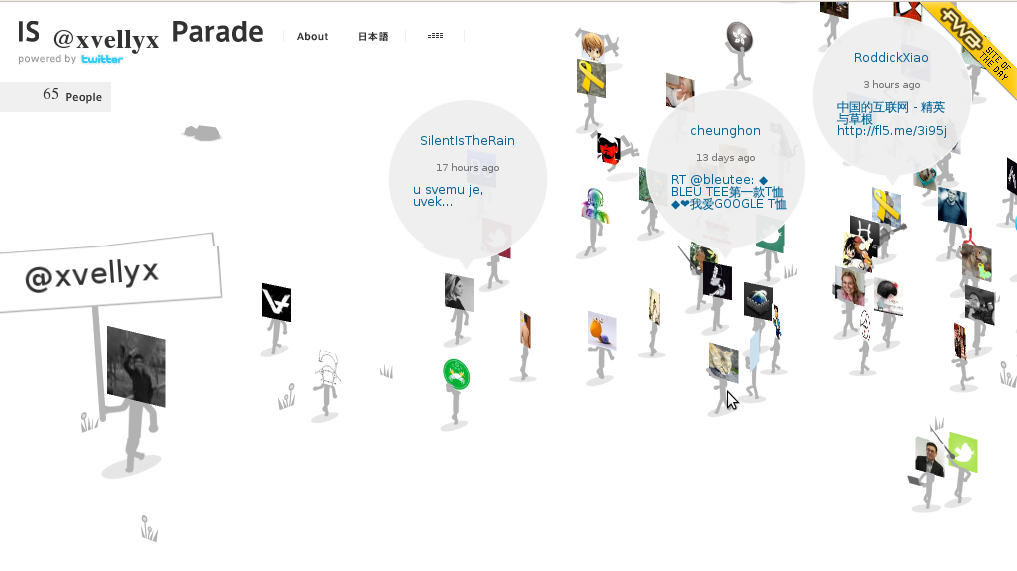 IS @xvellyx Parade
About
日本語
powered by twitter
65 People
@xvellyx
SilentIsTheRain
17 hours ago
u svemu je,
uvek...
cheunghon
13 days ago
RT @bleutee: ◆
BLEU TEE第一款T恤
◆❤我爱GOOGLE T恤
RoddickXiao
3 hours ago
中国的互联网 - 精英
与草根
http://fl5.me/3i95j
fwa
SITE OF
THE DAY